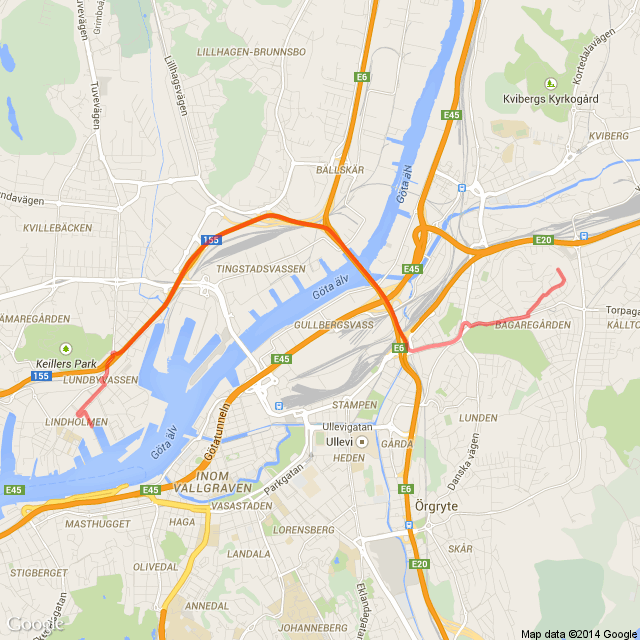 Grimbo
Tuvevägen
LILLHAGEN-BRUNNSBO
Lillhagsvägen
E6
E45
Kortedalavägen
Kvibergs Kyrkogård
KVIBERG
BALLSKÄR
Göta älv
ndavägen
KVILLEBÄCKEN
155
E20
TINGSTADSVASSEN
E45
Göta älv
ÄMAREGÅRDEN
GULLBERGSVASS
BAGAREGÅRDEN
Torpaga
KÄLLTO
Keillers Park
E45
E6
155
LUNDBYVASSEN
STAMPEN
LINDHOLMEN
Götatunneln
Ullevigatan
LUNDEN
Göta älv
Ullevi
GÅRDA
HEDEN
Danska vägen
INOM
VALLGRAVEN
Parkgatan
E45
E45
E6
VASASTADEN
Örgryte
MASTHUGGET
HAGA
LORENSBERG
SKÅR
LANDALA
OLIVEDAL
E20
STIGBERGET
Eklandagatan
ANNEDAL
JOHANNEBERG
Google
Map data ©2014 Google